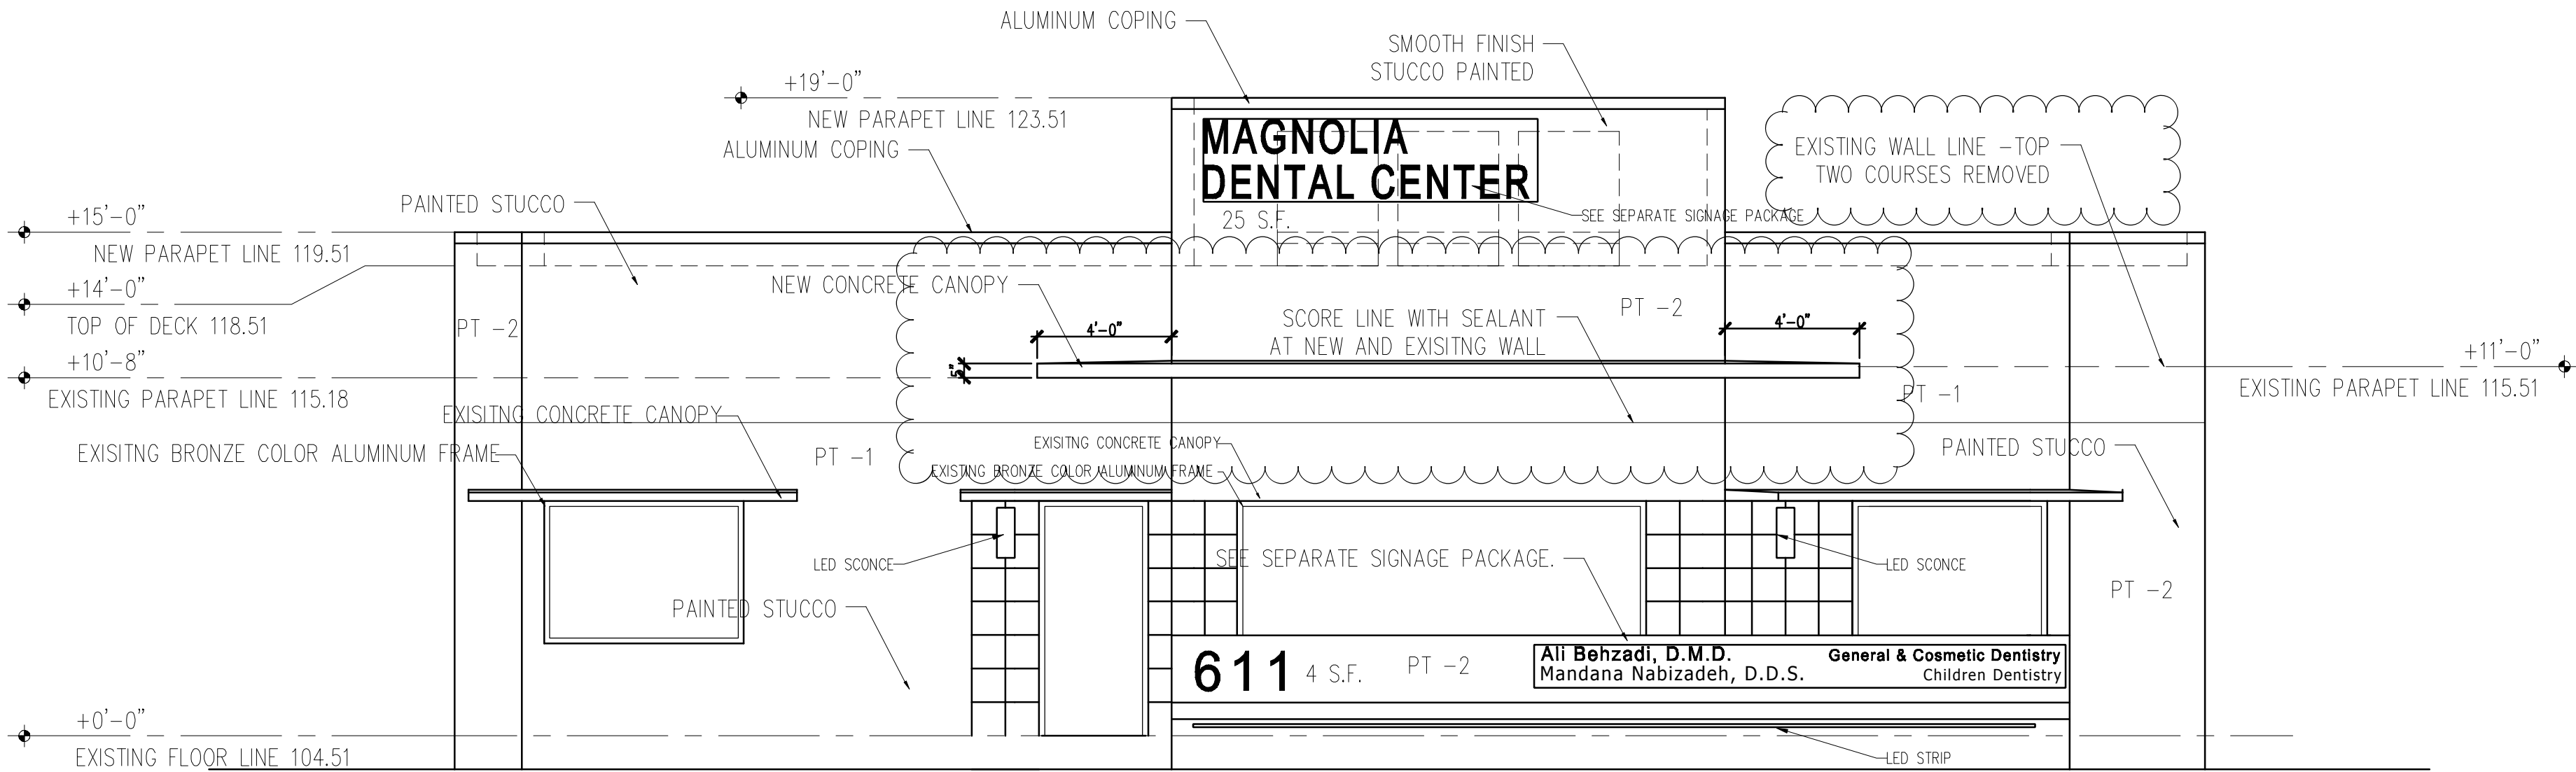 ALUMINUM COPING
SMOOTH FINISH
STUCCO PAINTED
+19'-0"
NEW PARAPET LINE 123.51
ALUMINUM COPING
MAGNOLIA
DENTAL CENTER
25 S.F.
SEE SEPARATE SIGNAGE PACKAGE
EXISTING WALL LINE -TOP
TWO COURSES REMOVED
PAINTED STUCCO
+15'-0"
NEW PARAPET LINE 119.51
+14'-0"
TOP OF DECK 118.51
PT -2
NEW CONCRETE CANOPY
4'-0"
SCORE LINE WITH SEALANT
AT NEW AND EXISITNG WALL
PT -2
4'-0"
+10'-8"
EXISTING PARAPET LINE 115.18
5"
+11'-0"
EXISTING PARAPET LINE 115.51
PT -1
EXISITNG CONCRETE CANOPY
EXISITNG BRONZE COLOR ALUMINUM FRAME
PT -1
EXISITNG CONCRETE CANOPY
EXISTING BRONZE COLOR ALUMINUM FRAME
PAINTED STUCCO
LED SCONCE
SEE SEPARATE SIGNAGE PACKAGE.
LED SCONCE
PT -2
PAINTED STUCCO
611
4 S.F.
PT -2
Ali Behzadi, D.M.D.
General & Cosmetic Dentistry
Mandana Nabizadeh, D.D.S.
Children Dentistry
+0'-0"
EXISTING FLOOR LINE 104.51
LED STRIP